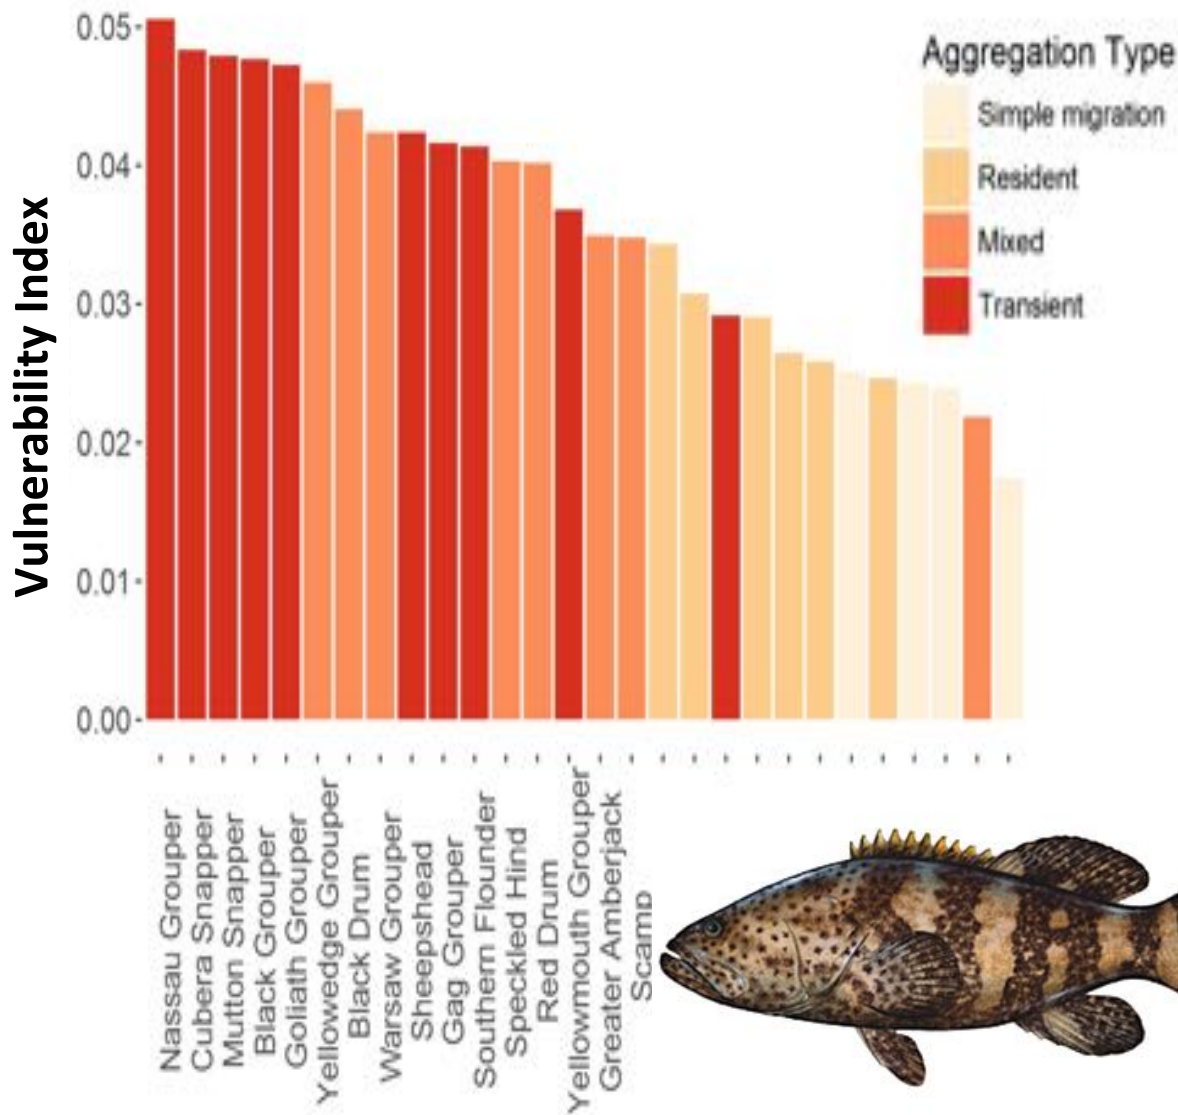 Vulnerability Index
0.05
0.04
0.03
0.02
0.01
0.00
Aggregation Type
Simple migration
Resident
Mixed
Transient
Nassau Grouper
Cubera Snapper
Mutton Snapper
Black Grouper
Goliath Grouper
Yellowedge Grouper
Black Drum
Warsaw Grouper
Sheepshead
Gag Grouper
Southern Flounder
Speckled Hind
Red Drum
Yellowmouth Grouper
Greater Amberjack
Scamp